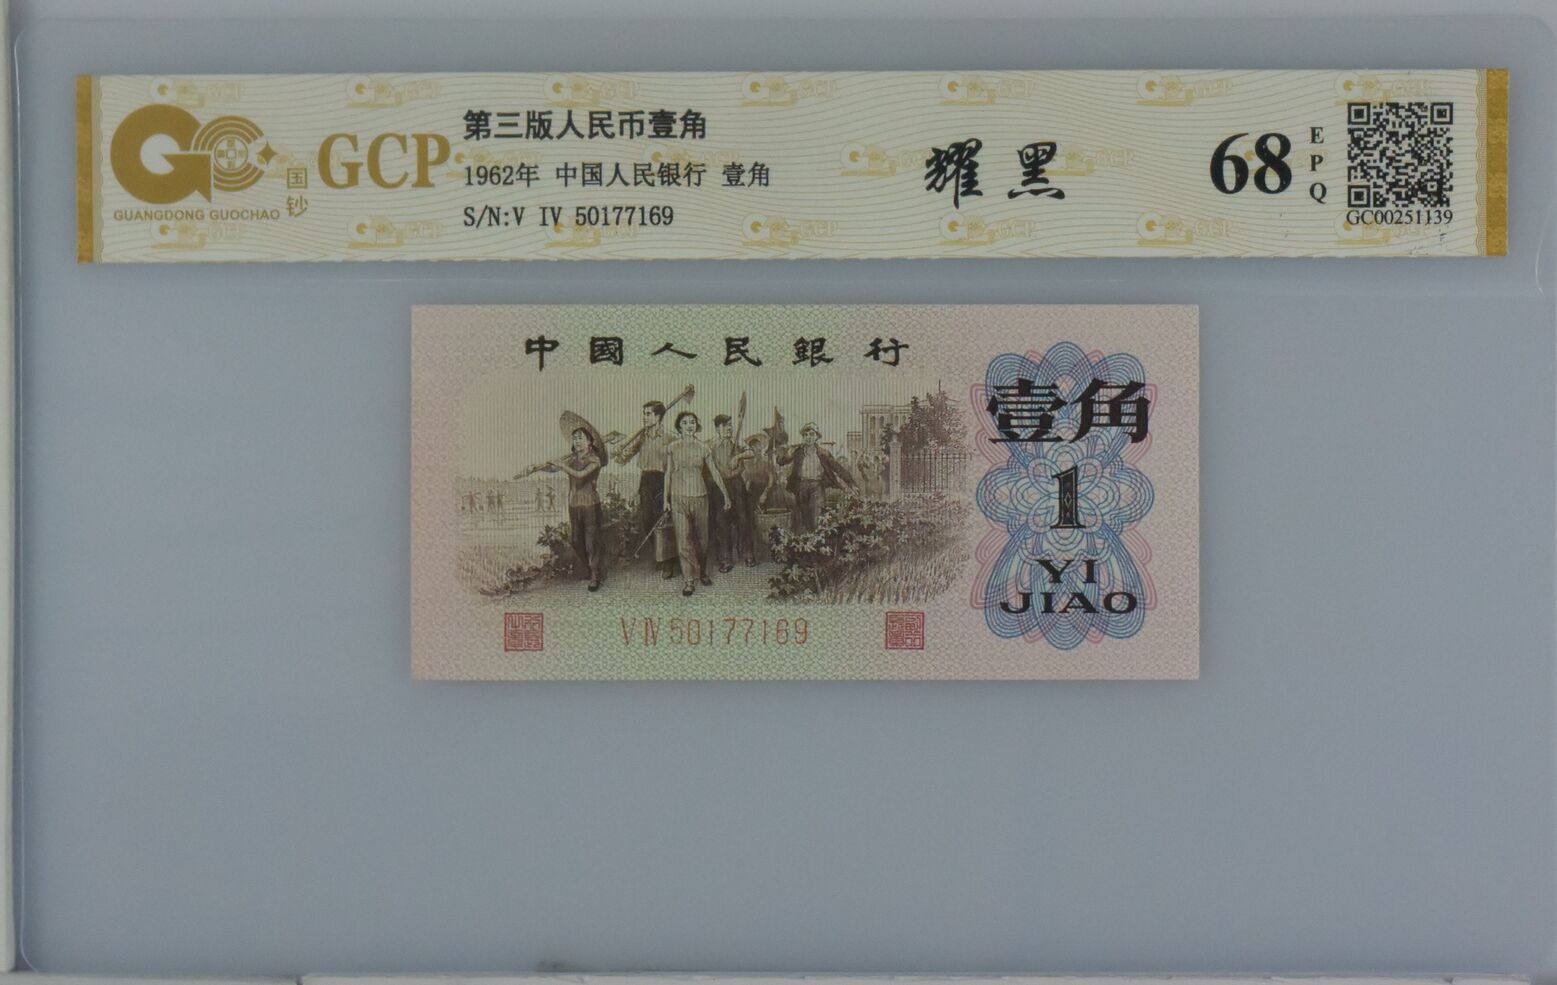 GCP
国钞
GUANGDONG GUOCHAO
第三版人民币壹角
1962年 中国人民银行 壹角
S/N:V IV 50177169
耀黑
68
EPQ
GC00251139
中國人民銀行
壹角
1
YI
JIAO
V IV 50177169